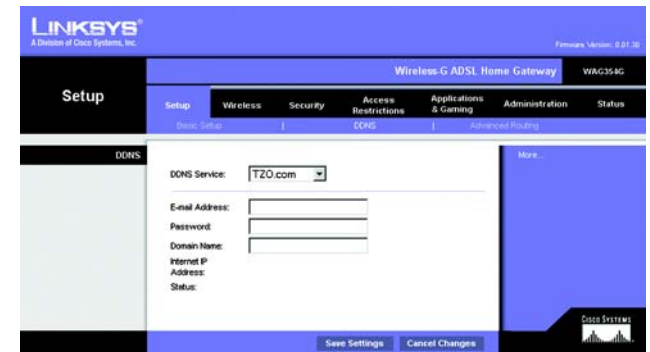 LINKSYS®
A Division of Cisco Systems, Inc.
Firmware Version: 0.01.30
Wireless-G ADSL Home Gateway WAG354G
Setup
Setup Wireless Security Access Restrictions Applications & Gaming Administration Status
Basic Setup | DDNS | Advanced Routing
DDNS
More...
DDNS Service: TZO.com
E-mail Address:
Password:
Domain Name:
Internet IP
Address:
Status:
CISCO SYSTEMS
Save Settings Cancel Changes